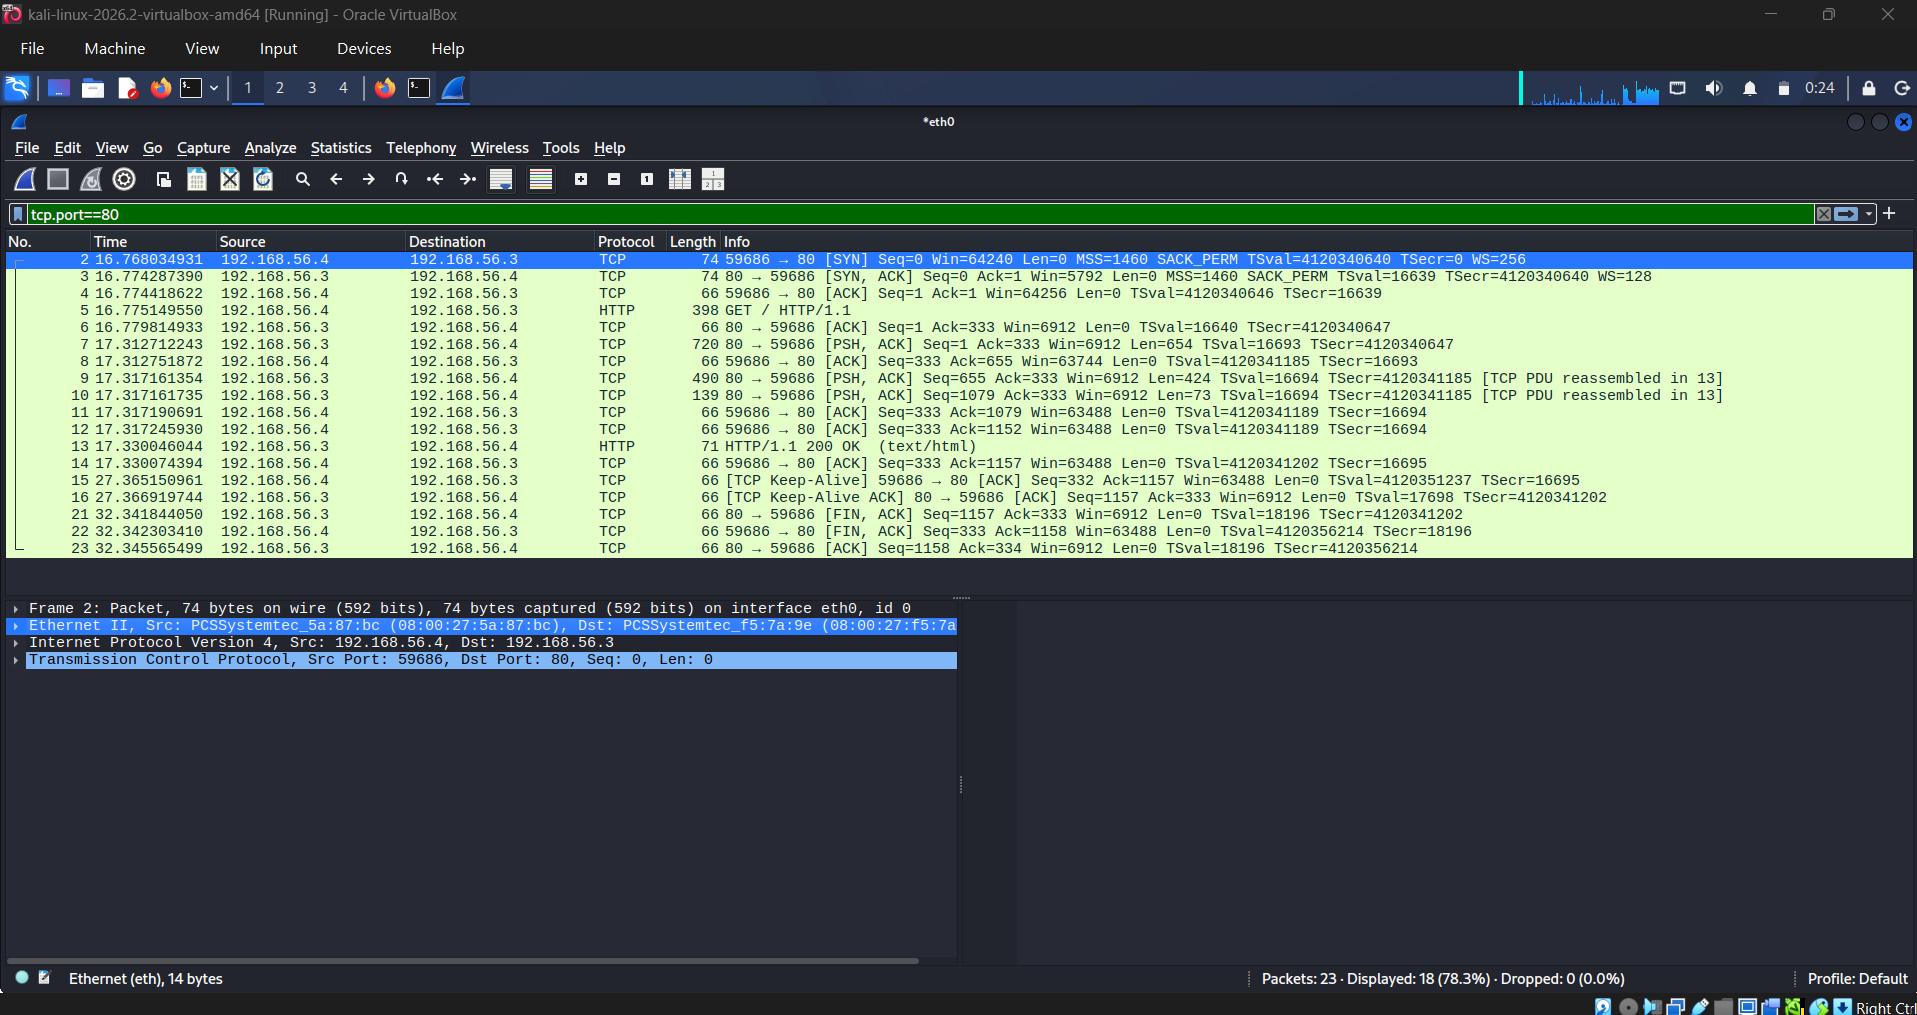 kali-linux-2026.2-virtualbox-amd64 [Running] - Oracle VirtualBox
File Machine View Input Devices Help
1 2 3 4 0:24
*eth0
File Edit View Go Capture Analyze Statistics Telephony Wireless Tools Help
tcp.port==80
No. Time Source Destination Protocol Length Info
2 16.768034931 192.168.56.4 192.168.56.3 TCP 74 59686 → 80 [SYN] Seq=0 Win=64240 Len=0 MSS=1460 SACK_PERM TSval=4120340640 TSecr=0 WS=256
3 16.774287390 192.168.56.3 192.168.56.4 TCP 74 80 → 59686 [SYN, ACK] Seq=0 Ack=1 Win=5792 Len=0 MSS=1460 SACK_PERM TSval=16639 TSecr=4120340640 WS=128
4 16.774418622 192.168.56.4 192.168.56.3 TCP 66 59686 → 80 [ACK] Seq=1 Ack=1 Win=64256 Len=0 TSval=4120340646 TSecr=16639
5 16.775149550 192.168.56.4 192.168.56.3 HTTP 398 GET / HTTP/1.1
6 16.779814933 192.168.56.3 192.168.56.4 TCP 66 80 → 59686 [ACK] Seq=1 Ack=333 Win=6912 Len=0 TSval=16640 TSecr=4120340647
7 17.312712243 192.168.56.3 192.168.56.4 TCP 720 80 → 59686 [PSH, ACK] Seq=1 Ack=333 Win=6912 Len=654 TSval=16693 TSecr=4120340647
8 17.312751872 192.168.56.4 192.168.56.3 TCP 66 59686 → 80 [ACK] Seq=333 Ack=655 Win=63744 Len=0 TSval=4120341185 TSecr=16693
9 17.317161354 192.168.56.3 192.168.56.4 TCP 490 80 → 59686 [PSH, ACK] Seq=655 Ack=333 Win=6912 Len=424 TSval=16694 TSecr=4120341185 [TCP PDU reassembled in 13]
10 17.317161735 192.168.56.3 192.168.56.4 TCP 139 80 → 59686 [PSH, ACK] Seq=1079 Ack=333 Win=6912 Len=73 TSval=16694 TSecr=4120341185 [TCP PDU reassembled in 13]
11 17.317190691 192.168.56.4 192.168.56.3 TCP 66 59686 → 80 [ACK] Seq=333 Ack=1079 Win=63488 Len=0 TSval=4120341189 TSecr=16694
12 17.317245930 192.168.56.4 192.168.56.3 TCP 66 59686 → 80 [ACK] Seq=333 Ack=1152 Win=63488 Len=0 TSval=4120341189 TSecr=16694
13 17.330046044 192.168.56.3 192.168.56.4 HTTP 71 HTTP/1.1 200 OK (text/html)
14 17.330074394 192.168.56.4 192.168.56.3 TCP 66 59686 → 80 [ACK] Seq=333 Ack=1157 Win=63488 Len=0 TSval=4120341202 TSecr=16695
15 27.365150961 192.168.56.4 192.168.56.3 TCP 66 [TCP Keep-Alive] 59686 → 80 [ACK] Seq=332 Ack=1157 Win=63488 Len=0 TSval=4120351237 TSecr=16695
16 27.366919744 192.168.56.3 192.168.56.4 TCP 66 [TCP Keep-Alive ACK] 80 → 59686 [ACK] Seq=1157 Ack=333 Win=6912 Len=0 TSval=17698 TSecr=4120341202
21 32.341844050 192.168.56.3 192.168.56.4 TCP 66 80 → 59686 [FIN, ACK] Seq=1157 Ack=333 Win=6912 Len=0 TSval=18196 TSecr=4120341202
22 32.342303410 192.168.56.4 192.168.56.3 TCP 66 59686 → 80 [FIN, ACK] Seq=333 Ack=1158 Win=63488 Len=0 TSval=4120356214 TSecr=18196
23 32.345565499 192.168.56.3 192.168.56.4 TCP 66 80 → 59686 [ACK] Seq=1158 Ack=334 Win=6912 Len=0 TSval=18196 TSecr=4120356214
Frame 2: Packet, 74 bytes on wire (592 bits), 74 bytes captured (592 bits) on interface eth0, id 0
Ethernet II, Src: PCSSystemtec_5a:87:bc (08:00:27:5a:87:bc), Dst: PCSSystemtec_f5:7a:9e (08:00:27:f5:7a
Internet Protocol Version 4, Src: 192.168.56.4, Dst: 192.168.56.3
Transmission Control Protocol, Src Port: 59686, Dst Port: 80, Seq: 0, Len: 0
Ethernet (eth), 14 bytes Packets: 23 · Displayed: 18 (78.3%) · Dropped: 0 (0.0%) Profile: Default
Right Ctrl